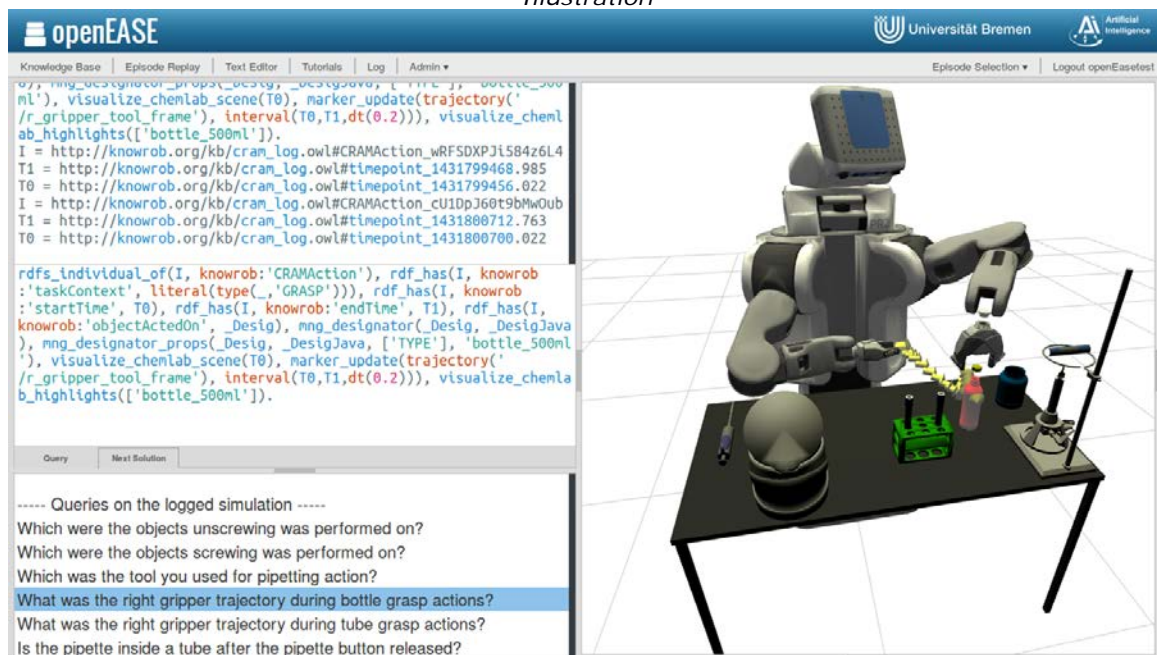 Illustration
openEASE
Universität Bremen
Artificial
Intelligence
Knowledge Base | Episode Replay | Text Editor | Tutorials | Log | Admin ▾
Episode Selection ▾ | Logout openEasetest
a), mng_designator_props(_Desig, _DesigJava, ['TYPE'], 'bottle_500
ml'), visualize_chemlab_scene(T0), marker_update(trajectory('
/r_gripper_tool_frame'), interval(T0,T1,dt(0.2))), visualize_cheml
ab_highlights(['bottle_500ml']).
I = http://knowrob.org/kb/cram_log.owl#CRAMAction_wRFSDXPJi584z6L4
T1 = http://knowrob.org/kb/cram_log.owl#timepoint_1431799468.985
T0 = http://knowrob.org/kb/cram_log.owl#timepoint_1431799456.022
I = http://knowrob.org/kb/cram_log.owl#CRAMAction_cU1DpJ60t9bMwOub
T1 = http://knowrob.org/kb/cram_log.owl#timepoint_1431800712.763
T0 = http://knowrob.org/kb/cram_log.owl#timepoint_1431800700.022
rdfs_individual_of(I, knowrob:'CRAMAction'), rdf_has(I, knowrob
:'taskContext', literal(type(_,'GRASP'))), rdf_has(I, knowrob
:'startTime', T0), rdf_has(I, knowrob:'endTime', T1), rdf_has(I,
knowrob:'objectActedOn', _Desig), mng_designator(_Desig, _DesigJava
), mng_designator_props(_Desig, _DesigJava, ['TYPE'], 'bottle_500ml
'), visualize_chemlab_scene(T0), marker_update(trajectory('
/r_gripper_tool_frame'), interval(T0,T1,dt(0.2))), visualize_chemla
b_highlights(['bottle_500ml']).
Query
Next Solution
----- Queries on the logged simulation -----
Which were the objects unscrewing was performed on?
Which were the objects screwing was performed on?
Which was the tool you used for pipetting action?
What was the right gripper trajectory during bottle grasp actions?
What was the right gripper trajectory during tube grasp actions?
Is the pipette inside a tube after the pipette button released?
PR2